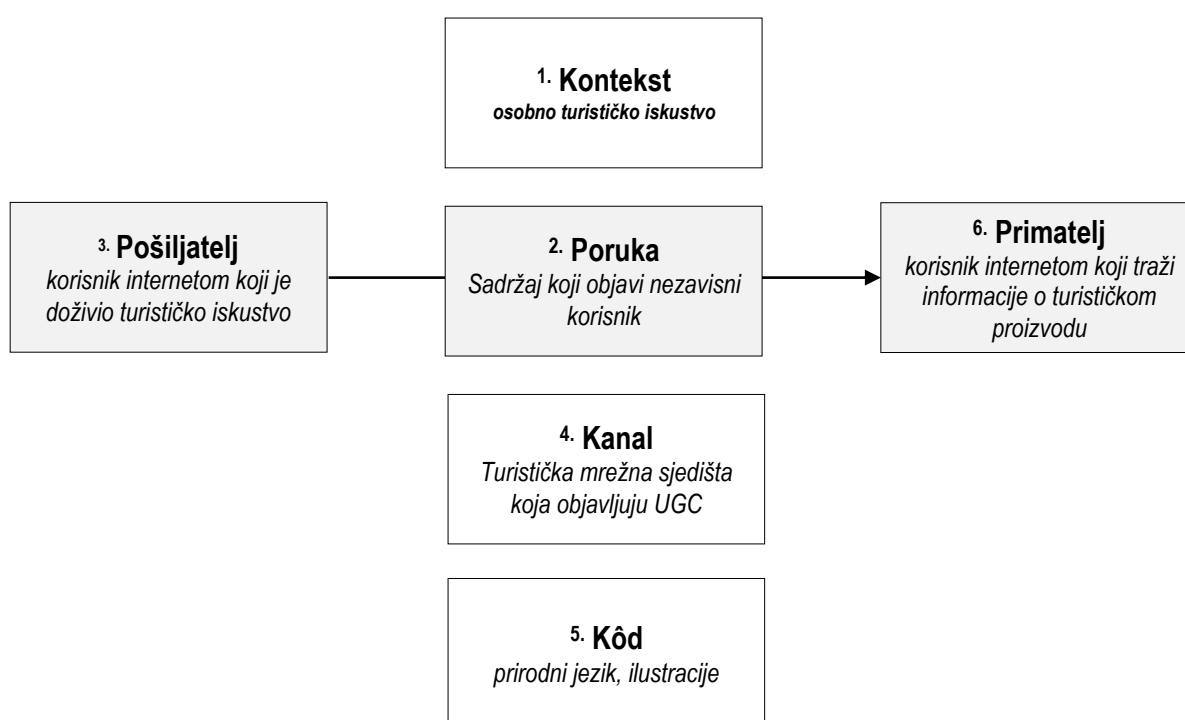 1. Kontekst
osobno turističko iskustvo
3. Pošiljatelj
korisnik internetom koji je
doživio turističko iskustvo
2. Poruka
Sadržaj koji objavi nezavisni
korisnik
6. Primatelj
korisnik internetom koji traži
informacije o turističkom
proizvodu
4. Kanal
Turistička mrežna sjedišta
koja objavljuju UGC
5. Kôd
prirodni jezik, ilustracije